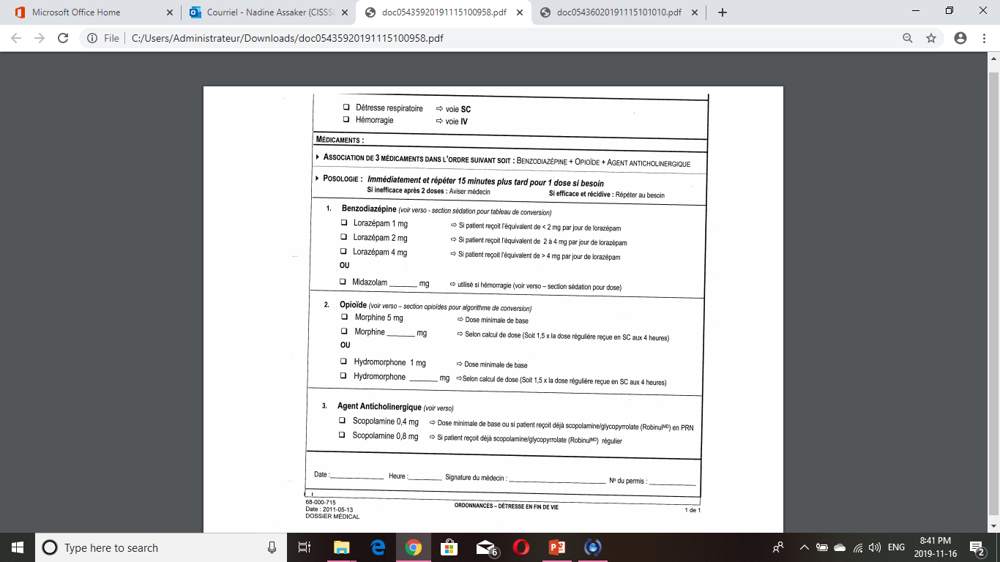 Microsoft Office Home
Courriel - Nadine Assaker (CISSS
doc05435920191115100958.pdf
doc05436020191115101010.pdf
File C:/Users/Administrateur/Downloads/doc05435920191115100958.pdf
❑ Détresse respiratoire ⇨ voie SC
❑ Hémorragie ⇨ voie IV
MÉDICAMENTS :
ASSOCIATION DE 3 MÉDICAMENTS DANS L'ORDRE SUIVANT SOIT : BENZODIAZÉPINE + OPIOÏDE + AGENT ANTICHOLINERGIQUE
POSOLOGIE : Immédiatement et répéter 15 minutes plus tard pour 1 dose si besoin
Si inefficace après 2 doses : Aviser médecin Si efficace et récidive : Répéter au besoin
1. Benzodiazépine (voir verso - section sédation pour tableau de conversion)
❑ Lorazépam 1 mg ⇨ Si patient reçoit l'équivalent de < 2 mg par jour de lorazépam
❑ Lorazépam 2 mg ⇨ Si patient reçoit l'équivalent de 2 à 4 mg par jour de lorazépam
❑ Lorazépam 4 mg ⇨ Si patient reçoit l'équivalent de > 4 mg par jour de lorazépam
OU
❑ Midazolam _______ mg ⇨ utilisé si hémorragie (voir verso – section sédation pour dose)
2. Opioïde (voir verso – section opioïdes pour algorithme de conversion)
❑ Morphine 5 mg ⇨ Dose minimale de base
❑ Morphine _______ mg ⇨ Selon calcul de dose (Soit 1,5 x la dose régulière reçue en SC aux 4 heures)
OU
❑ Hydromorphone 1 mg ⇨ Dose minimale de base
❑ Hydromorphone _______ mg ⇨Selon calcul de dose (Soit 1,5 x la dose régulière reçue en SC aux 4 heures)
3. Agent Anticholinergique (voir verso)
❑ Scopolamine 0,4 mg ⇨ Dose minimale de base ou si patient reçoit déjà scopolamine/glycopyrrolate (Robinulᴹᴰ) en PRN
❑ Scopolamine 0,8 mg ⇨ Si patient reçoit déjà scopolamine/glycopyrrolate (Robinulᴹᴰ) régulier
Date :_______________ Heure :_________ Signature du médecin : ___________________________ Nº du permis : _____________
68-000-715
Date : 2011-05-13
DOSSIER MÉDICAL
ORDONNANCES – DÉTRESSE EN FIN DE VIE
1 de 1
Type here to search
6
ENG
8:41 PM
2019-11-16
2